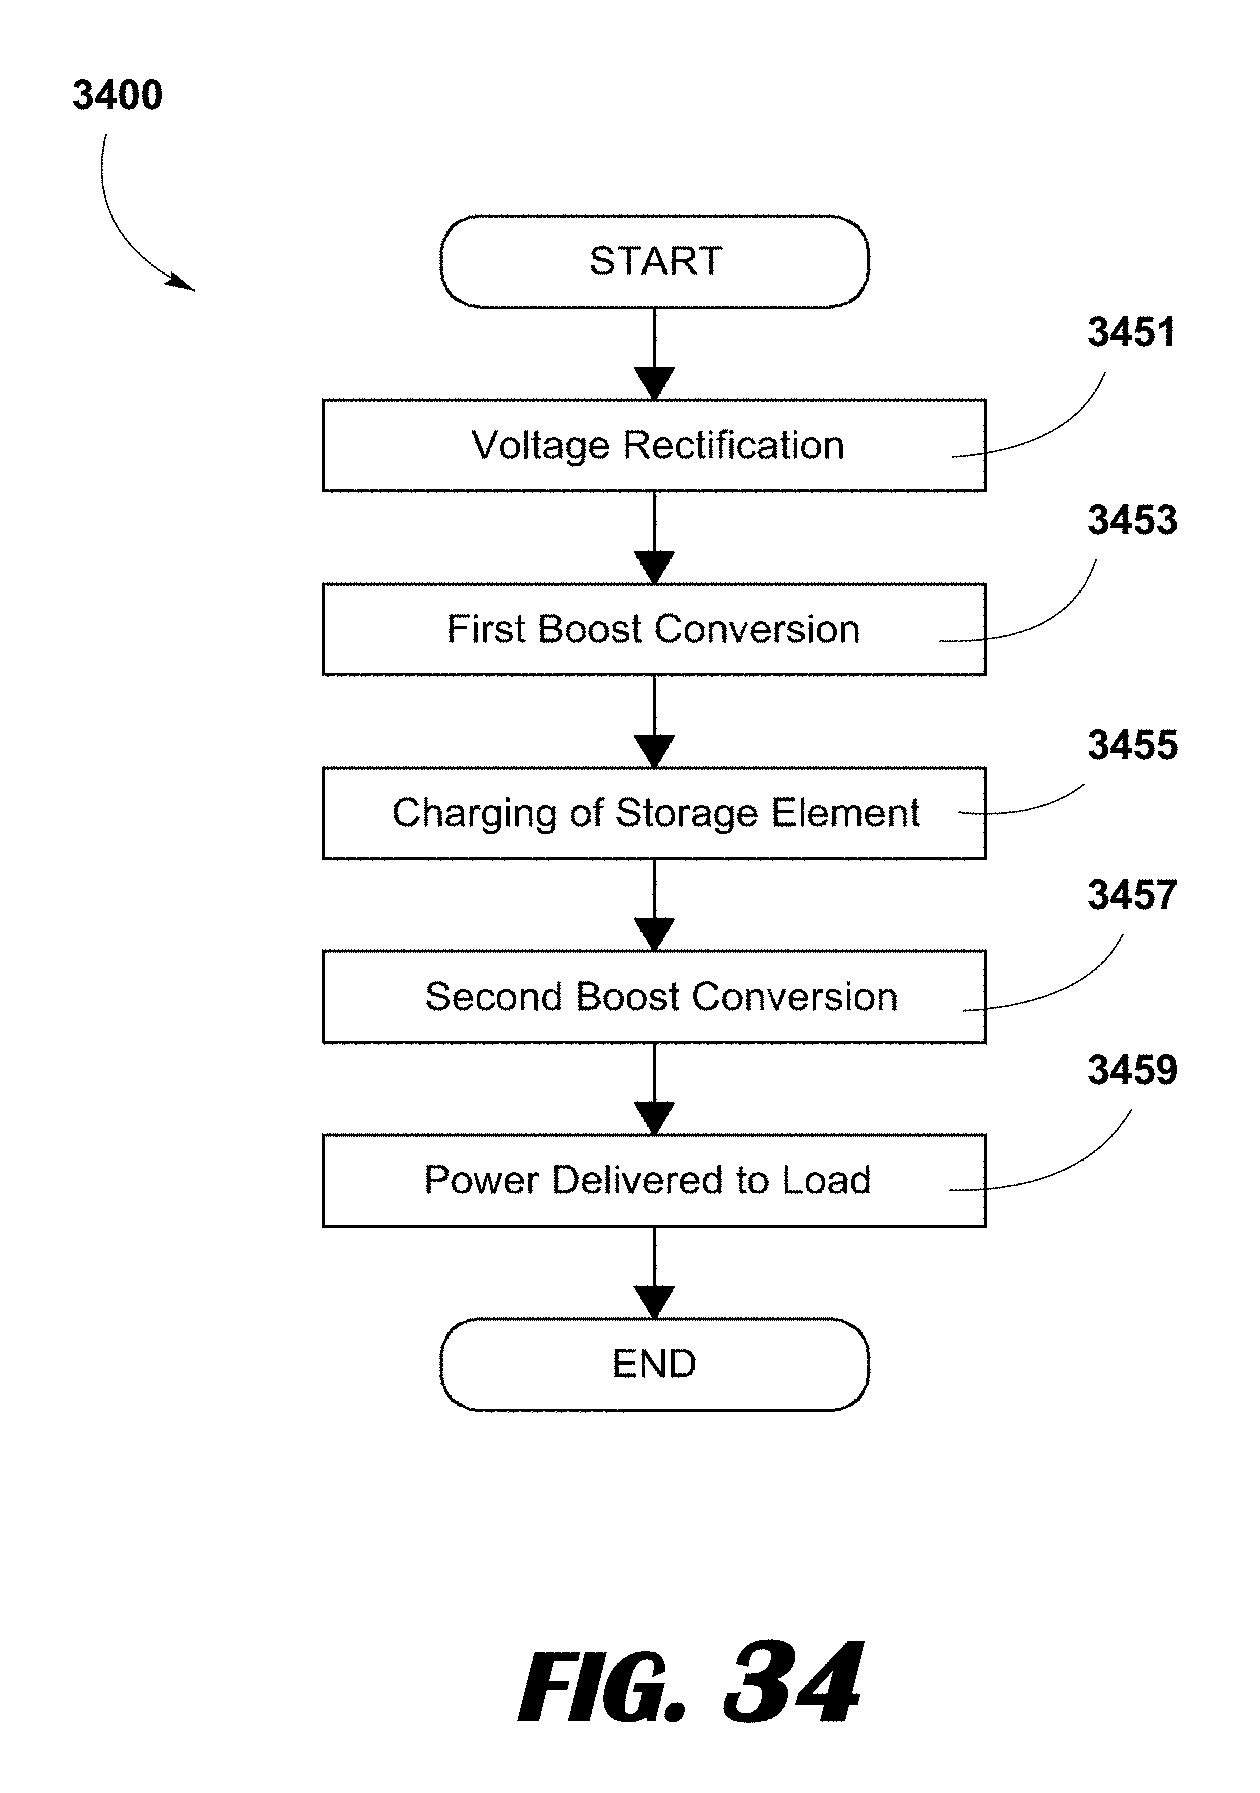 3400
START
3451
Voltage Rectification
3453
First Boost Conversion
3455
Charging of Storage Element
3457
Second Boost Conversion
3459
Power Delivered to Load
END
FIG. 34